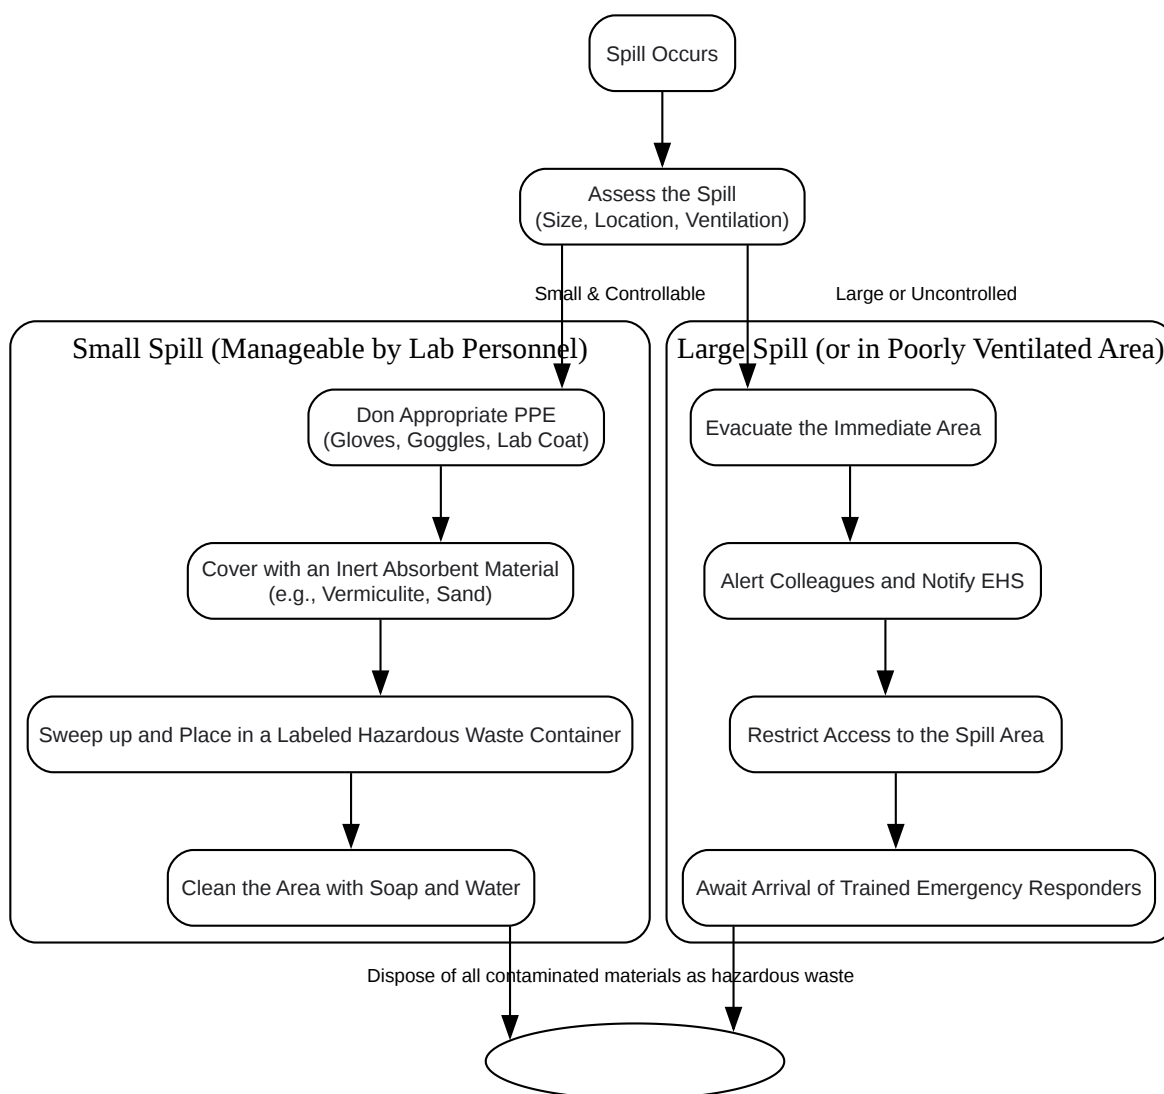 Spill Occurs
Assess the Spill
(Size, Location, Ventilation)
Small & Controllable
Large or Uncontrolled
Small Spill (Manageable by Lab Personnel)
Don Appropriate PPE
(Gloves, Goggles, Lab Coat)
Cover with an Inert Absorbent Material
(e.g., Vermiculite, Sand)
Sweep up and Place in a Labeled Hazardous Waste Container
Clean the Area with Soap and Water
Large Spill (or in Poorly Ventilated Area)
Evacuate the Immediate Area
Alert Colleagues and Notify EHS
Restrict Access to the Spill Area
Await Arrival of Trained Emergency Responders
Dispose of all contaminated materials as hazardous waste